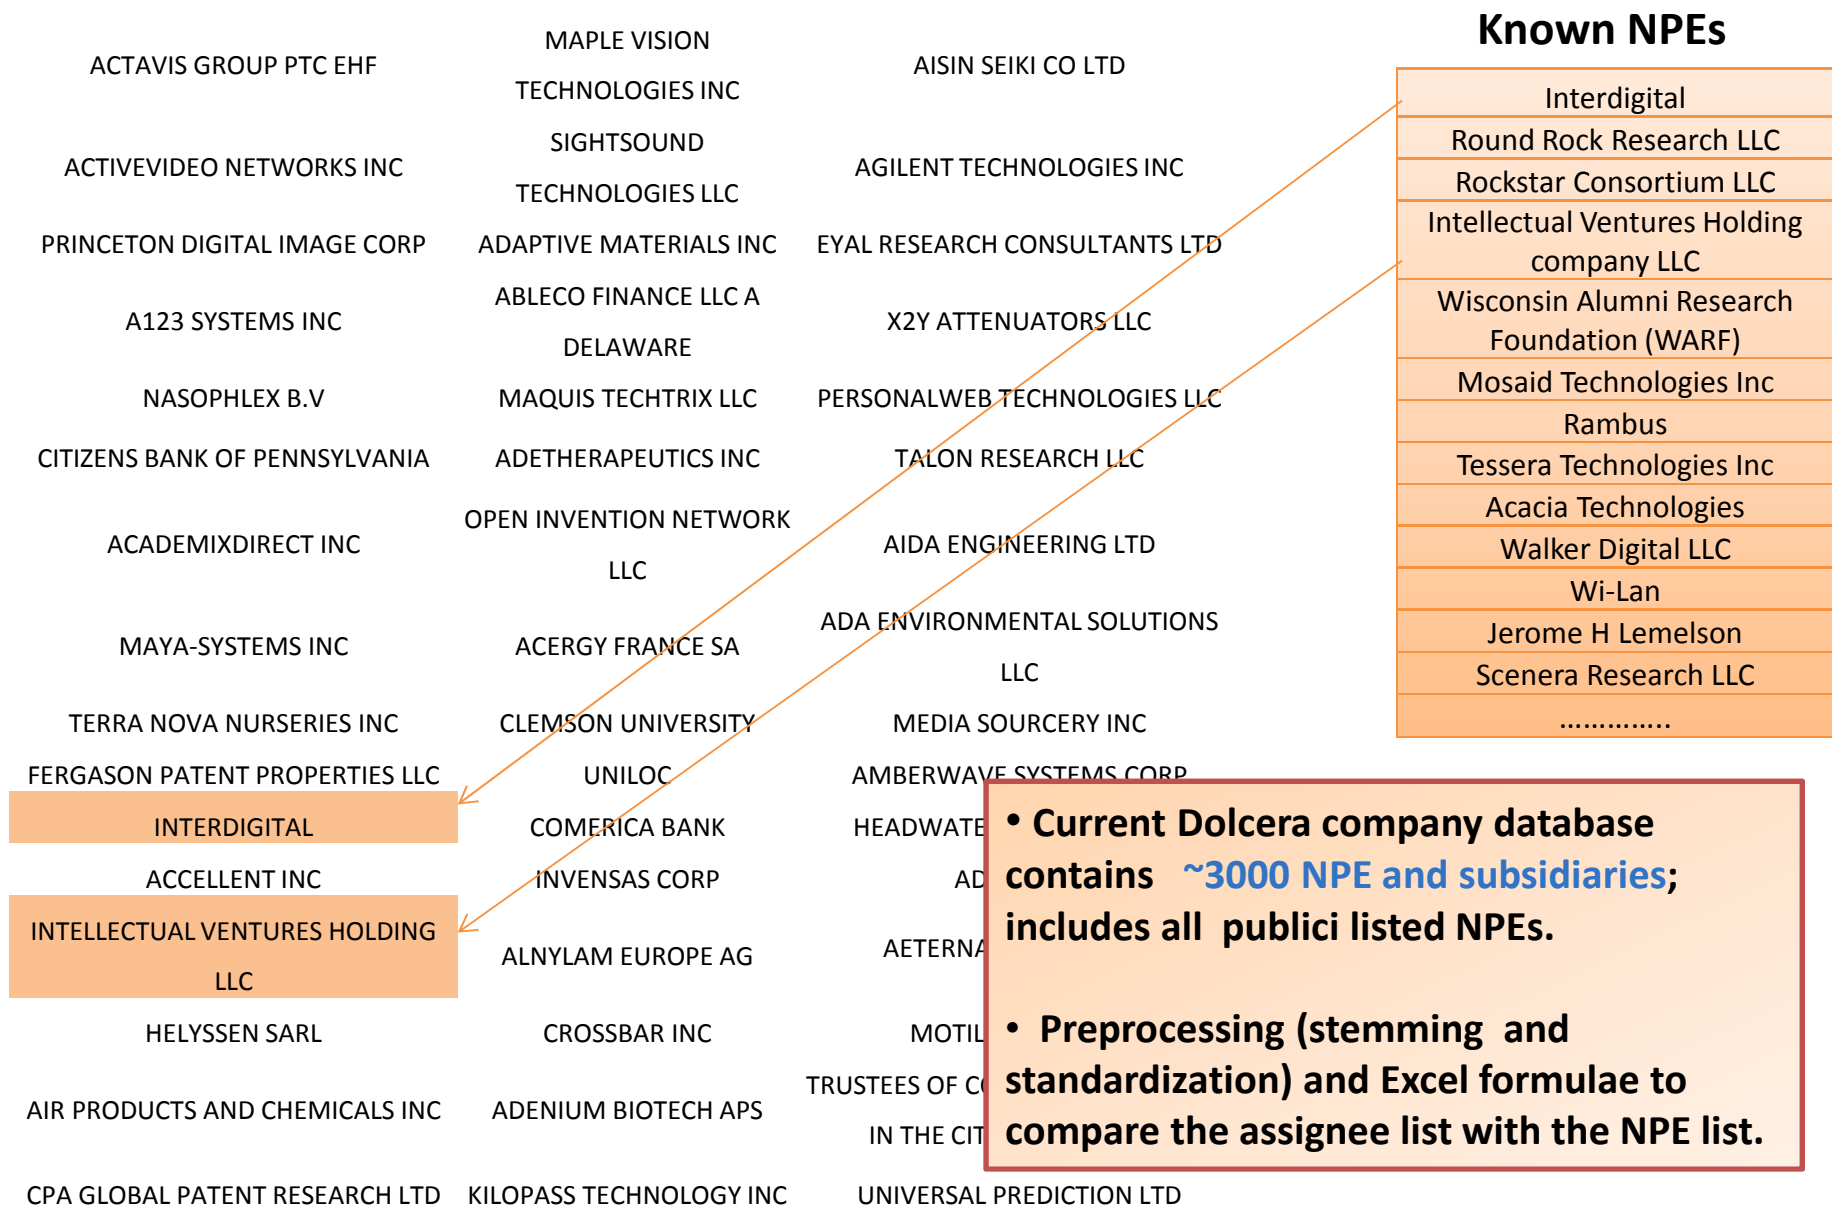 Known NPEs
ACTAVIS GROUP PTC EHF
MAPLE VISION
TECHNOLOGIES INC
AISIN SEIKI CO LTD
ACTIVEVIDEO NETWORKS INC
SIGHTSOUND
TECHNOLOGIES LLC
AGILENT TECHNOLOGIES INC
PRINCETON DIGITAL IMAGE CORP
ADAPTIVE MATERIALS INC
EYAL RESEARCH CONSULTANTS LTD
A123 SYSTEMS INC
ABLECO FINANCE LLC A
DELAWARE
X2Y ATTENUATORS LLC
NASOPHLEX B.V
MAQUIS TECHTRIX LLC
PERSONALWEB TECHNOLOGIES LLC
CITIZENS BANK OF PENNSYLVANIA
ADETHERAPEUTICS INC
TALON RESEARCH LLC
ACADEMIXDIRECT INC
OPEN INVENTION NETWORK
LLC
AIDA ENGINEERING LTD
MAYA-SYSTEMS INC
ACERGY FRANCE SA
ADA ENVIRONMENTAL SOLUTIONS
LLC
TERRA NOVA NURSERIES INC
CLEMSON UNIVERSITY
MEDIA SOURCERY INC
FERGASON PATENT PROPERTIES LLC
UNILOC
AMBERWAVE SYSTEMS CORP
INTERDIGITAL
COMERICA BANK
HEADWATE
ACCELLENT INC
INVENSAS CORP
AD
INTELLECTUAL VENTURES HOLDING
LLC
ALNYLAM EUROPE AG
AETERNA
HELYSSEN SARL
CROSSBAR INC
MOTIL
AIR PRODUCTS AND CHEMICALS INC
ADENIUM BIOTECH APS
TRUSTEES OF CO
IN THE CIT
CPA GLOBAL PATENT RESEARCH LTD
KILOPASS TECHNOLOGY INC
UNIVERSAL PREDICTION LTD
Interdigital
Round Rock Research LLC
Rockstar Consortium LLC
Intellectual Ventures Holding
company LLC
Wisconsin Alumni Research
Foundation (WARF)
Mosaid Technologies Inc
Rambus
Tessera Technologies Inc
Acacia Technologies
Walker Digital LLC
Wi-Lan
Jerome H Lemelson
Scenera Research LLC
…………..
• Current Dolcera company database
contains ~3000 NPE and subsidiaries;
includes all publici listed NPEs.
• Preprocessing (stemming and
standardization) and Excel formulae to
compare the assignee list with the NPE list.